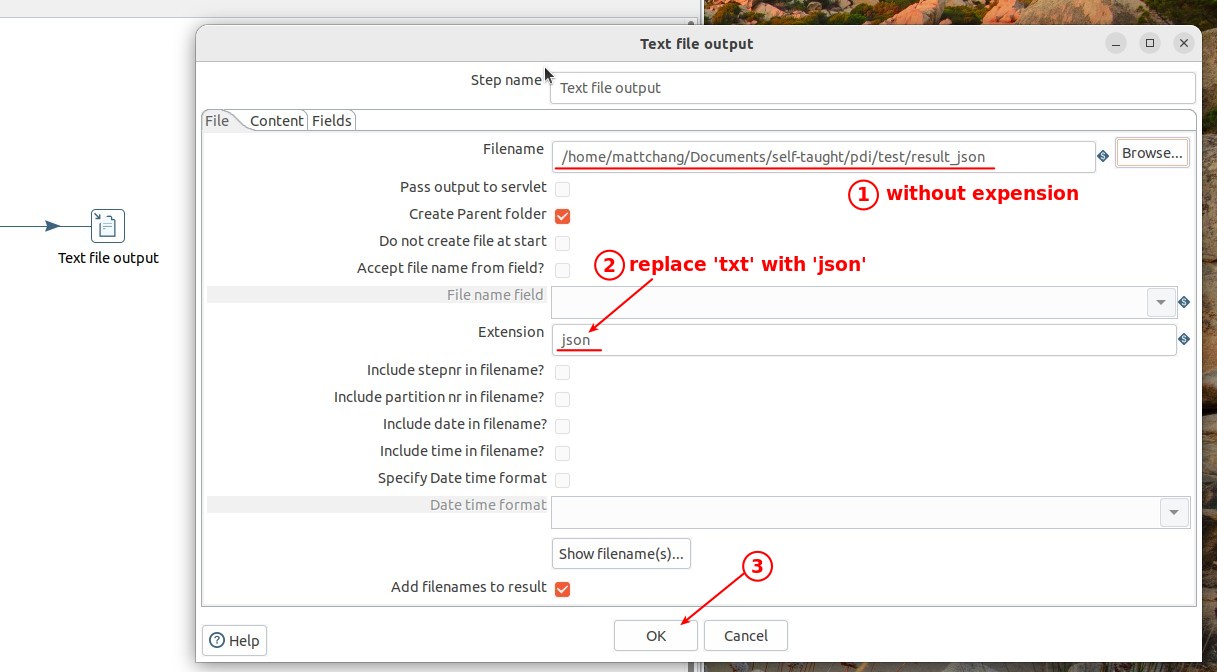 Text file output
Step name
Text file output
File Content Fields
Filename
/home/mattchang/Documents/self-taught/pdi/test/result_json
Browse...
Pass output to servlet
1 without expension
Create Parent folder
Do not create file at start
Accept file name from field?
2 replace 'txt' with 'json'
File name field
Extension
json
Include stepnr in filename?
Include partition nr in filename?
Include date in filename?
Include time in filename?
Specify Date time format
Date time format
Show filename(s)...
3
Add filenames to result
Help
OK
Cancel
Text file output